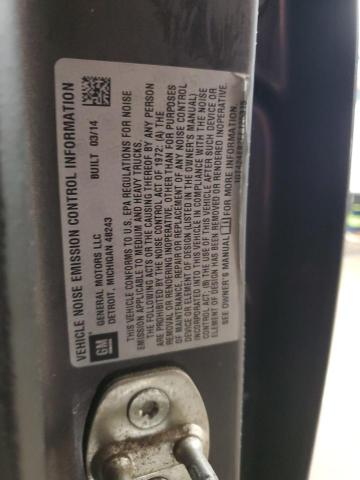 VEHICLE NOISE EMISSION CONTROL INFORMATION
GM
GENERAL MOTORS LLC
DETROIT, MICHIGAN 48243
BUILT 03/14
THIS VEHICLE CONFORMS TO U.S. EPA REGULATIONS FOR NOISE
EMISSION APPLICABLE TO MEDIUM AND HEAVY TRUCKS.
THE FOLLOWING ACTS OR THE CAUSING THEREOF BY ANY PERSON
ARE PROHIBITED BY THE NOISE CONTROL ACT OF 1972: (A) THE
REMOVAL OR RENDERING INOPERATIVE, OTHER THAN FOR PURPOSES
OF MAINTENANCE, REPAIR OR REPLACEMENT OF ANY NOISE CONTROL
DEVICE OR ELEMENT OF DESIGN (LISTED IN THE OWNER'S MANUAL)
INCORPORATED INTO THIS VEHICLE IN COMPLIANCE WITH THE NOISE
CONTROL ACT. (B) THE USE OF THIS VEHICLE AFTER SUCH DEVICE OR
ELEMENT OF DESIGN HAS BEEN REMOVED OR RENDERED INOPERATIVE.
SEE OWNER'S MANUAL FOR MORE INFORMATION.